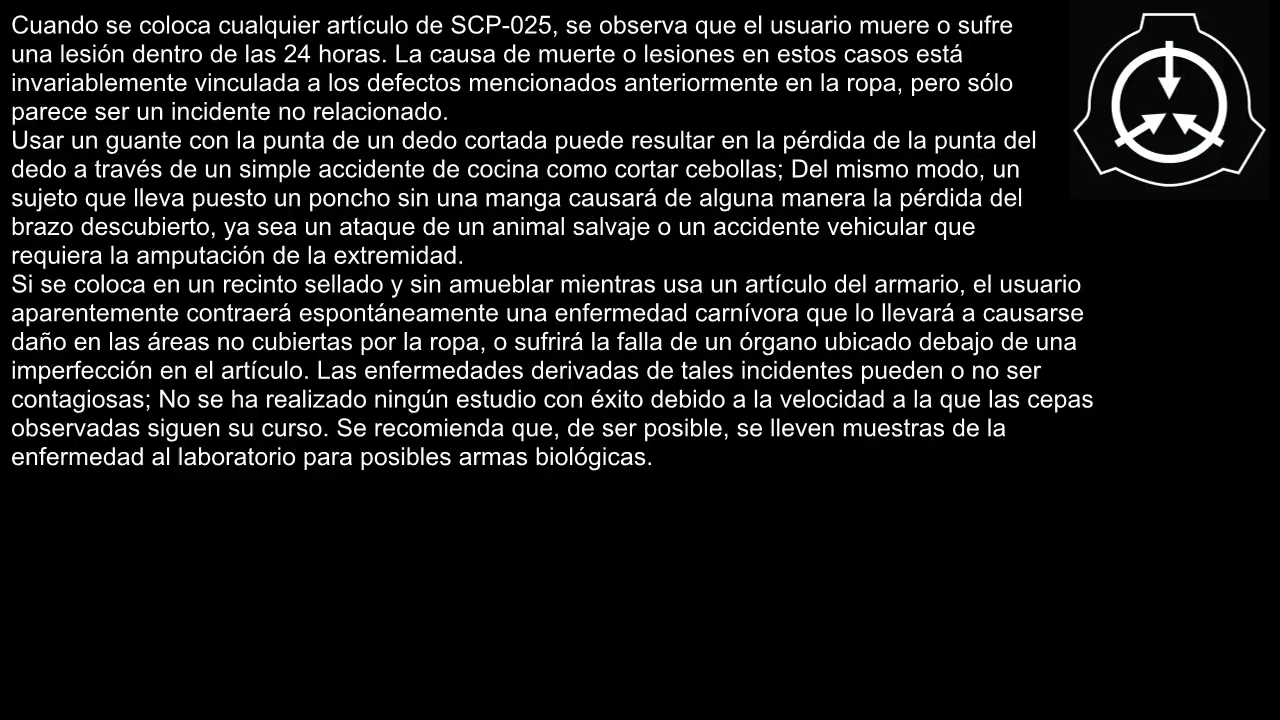 Cuando se coloca cualquier artículo de SCP-025, se observa que el usuario muere o sufre
una lesión dentro de las 24 horas. La causa de muerte o lesiones en estos casos está
invariablemente vinculada a los defectos mencionados anteriormente en la ropa, pero sólo
parece ser un incidente no relacionado.
Usar un guante con la punta de un dedo cortada puede resultar en la pérdida de la punta del
dedo a través de un simple accidente de cocina como cortar cebollas; Del mismo modo, un
sujeto que lleva puesto un poncho sin una manga causará de alguna manera la pérdida del
brazo descubierto, ya sea un ataque de un animal salvaje o un accidente vehicular que
requiera la amputación de la extremidad.
Si se coloca en un recinto sellado y sin amueblar mientras usa un artículo del armario, el usuario
aparentemente contraerá espontáneamente una enfermedad carnívora que lo llevará a causarse
daño en las áreas no cubiertas por la ropa, o sufrirá la falla de un órgano ubicado debajo de una
imperfección en el artículo. Las enfermedades derivadas de tales incidentes pueden o no ser
contagiosas; No se ha realizado ningún estudio con éxito debido a la velocidad a la que las cepas
observadas siguen su curso. Se recomienda que, de ser posible, se lleven muestras de la
enfermedad al laboratorio para posibles armas biológicas.